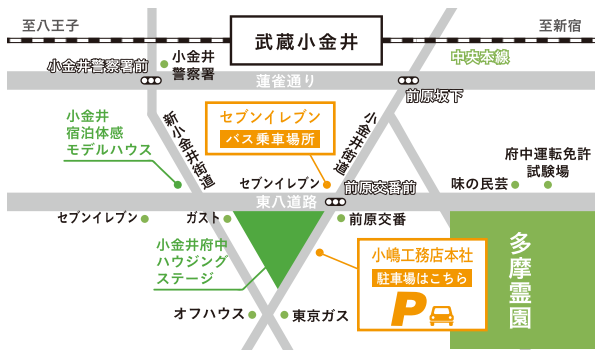 至八王子
武蔵小金井
至新宿
中央本線
小金井警察署前
小金井
警察署
蓮雀通り
前原坂下
小金井
宿泊体感
モデルハウス
新小金井街道
セブンイレブン
バス乗車場所
小金井街道
府中運転免許
試験場
味の民芸
セブンイレブン
前原交番前
東八道路
セブンイレブン
ガスト
前原交番
小金井府中
ハウジング
ステージ
小嶋工務店本社
駐車場はこちら
P
多摩霊園
オフハウス
東京ガス